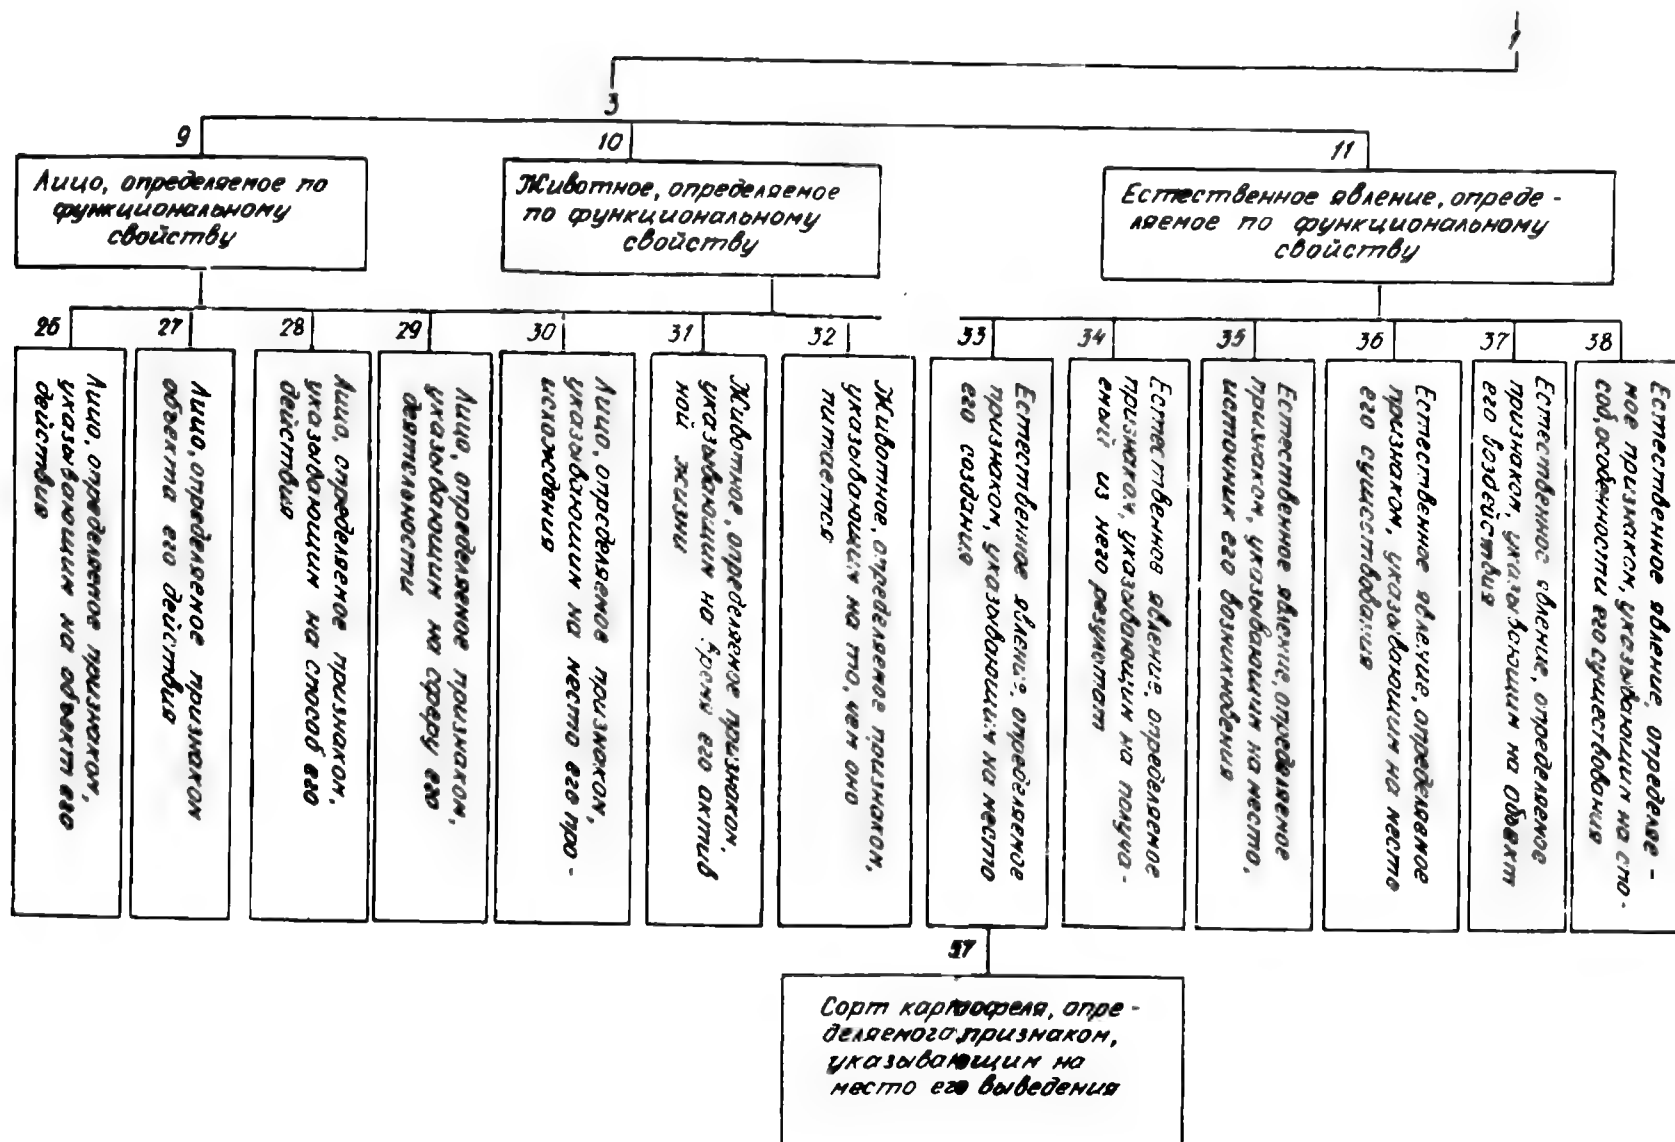 1
3
9
Лицо, определяемое по
функциональному
свойству
10
Животное, определяемое
по функциональному
свойству
11
Естественное явление, опреде-
ляемое по функциональному
свойству
26
Лицо, определяемое признаком,
указывающим на объект его
действия
27
Лицо, определяемое признаком
объекта его действия
28
Лицо, определяемое признаком,
указывающим на способ его
действия
29
Лицо, определяемое признаком,
указывающим на сферу его
деятельности
30
Лицо, определяемое признаком,
указывающим на место его про-
исхождения
31
Животное, определяемое признаком,
указывающим на время его актив
ной жизни
32
Животное, определяемое признаком,
указывающим на то, чем оно
питается
33
Естественное явление, определяемое
признаком, указывающим на место
его создания
34
Естественное явление, определяемое
признаком, указывающим на получа-
емый из него результат
35
Естественное явление, определяемое
признаком, указывающим на место,
источник его возникновения
36
Естественное явление, определяемое
признаком, указывающим на место
его существования
37
Естественное явление, определяемое
признаком, указывающим на объект
его воздействия
38
Естественное явление, определяе-
мое признаком, указывающим на спо-
соб, особенности его существования
57
Сорт картофеля, опре-
деляемого признаком,
указывающим на
место его выведения